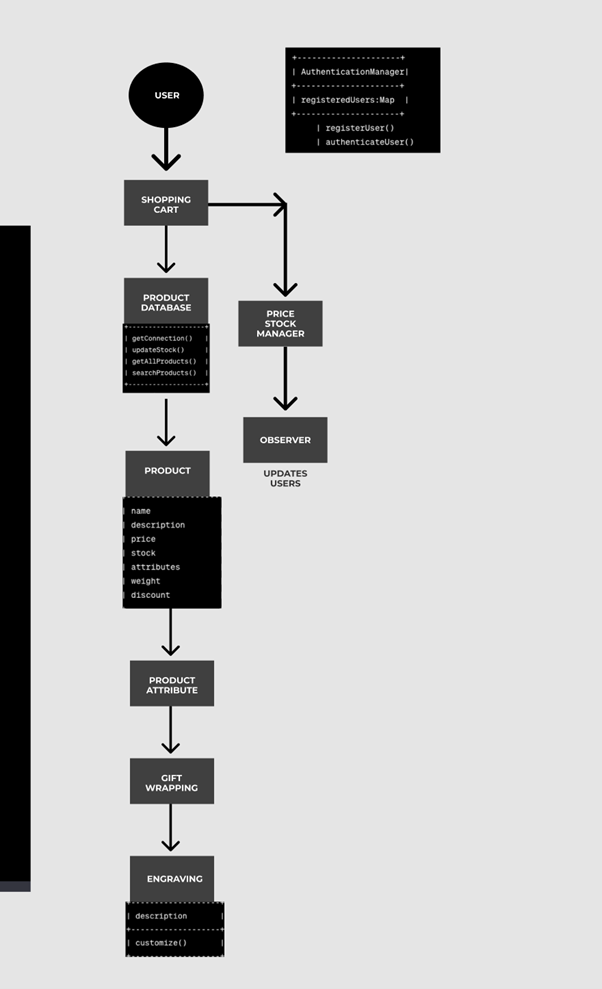 USER
+---------------------+
| AuthenticationManager|
+---------------------+
| registeredUsers:Map  |
+---------------------+
| registerUser()
| authenticateUser()
SHOPPING
CART
PRODUCT
DATABASE
+------------------+
| getConnection()   |
| updateStock()     |
| getAllProducts()  |
| searchProducts()  |
+------------------+
PRICE
STOCK
MANAGER
OBSERVER
UPDATES
USERS
PRODUCT
| name
| description
| price
| stock
| attributes
| weight
| discount
PRODUCT
ATTRIBUTE
GIFT
WRAPPING
ENGRAVING
| description       |
+------------------+
| customize()       |
+------------------+